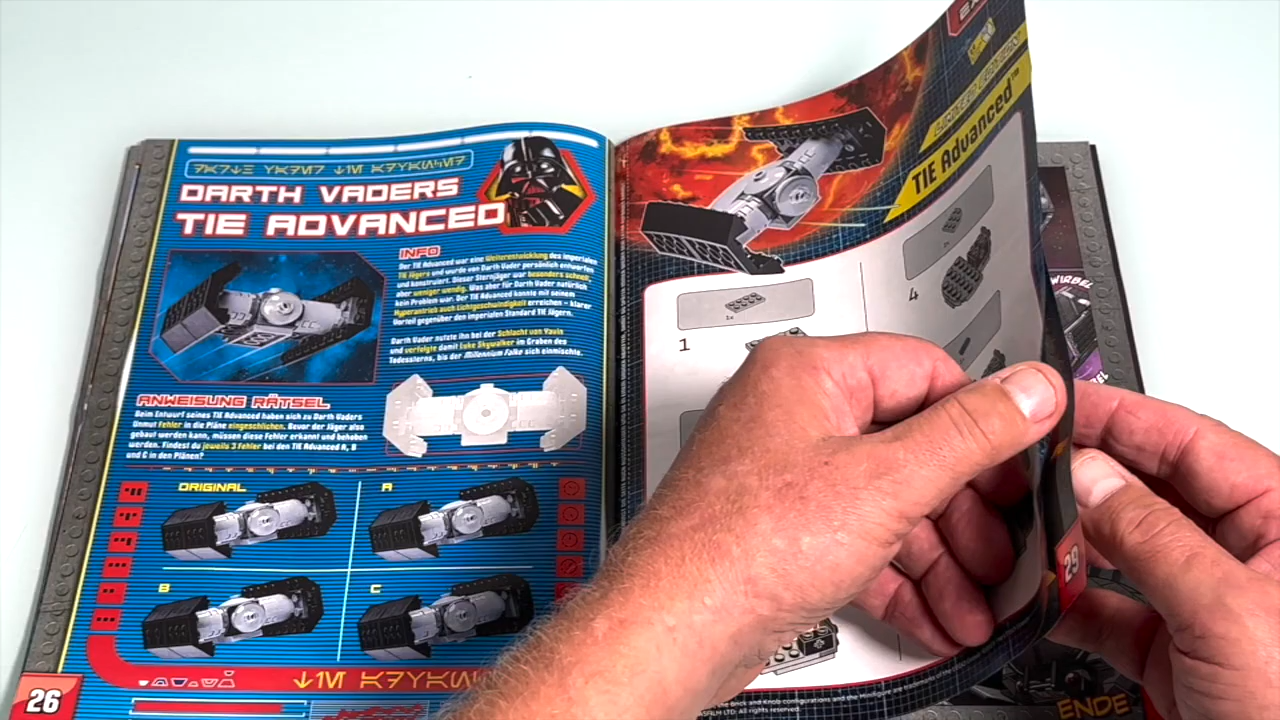 DARTH VADERS
TIE ADVANCED
INFO
Der TIE Advanced war eine Weiterentwicklung des imperialen
TIE Jägers und wurde von Darth Vader persönlich entworfen
und konstruiert. Dieser Sternjäger war besonders schnell,
aber weniger wendig. Was aber für Darth Vader natürlich
kein Problem war. Der TIE Advanced konnte mit seinem
Hyperantrieb auch Lichtgeschwindigkeit erreichen – klarer
Vorteil gegenüber den imperialen Standard TIE Jägern.
Darth Vader nutzte ihn bei der Schlacht von Yavin
und verfolgte damit Luke Skywalker im Graben des
Todessterns, bis der Millennium Falke sich einmischte.
ANWEISUNG RÄTSEL
Beim Entwurf seines TIE Advanced haben sich zu Darth Vaders
Unmut Fehler in die Pläne eingeschlichen. Bevor der Jäger also
gebaut werden kann, müssen diese Fehler erkannt und behoben
werden. Findest du jeweils 3 Fehler bei den TIE Advanced A, B
und C in den Plänen?
ORIGINAL
A
B
C
26
LIMITED EDITION
TIE Advanced™
1x
1
4
29
WIRBEL
ENDE